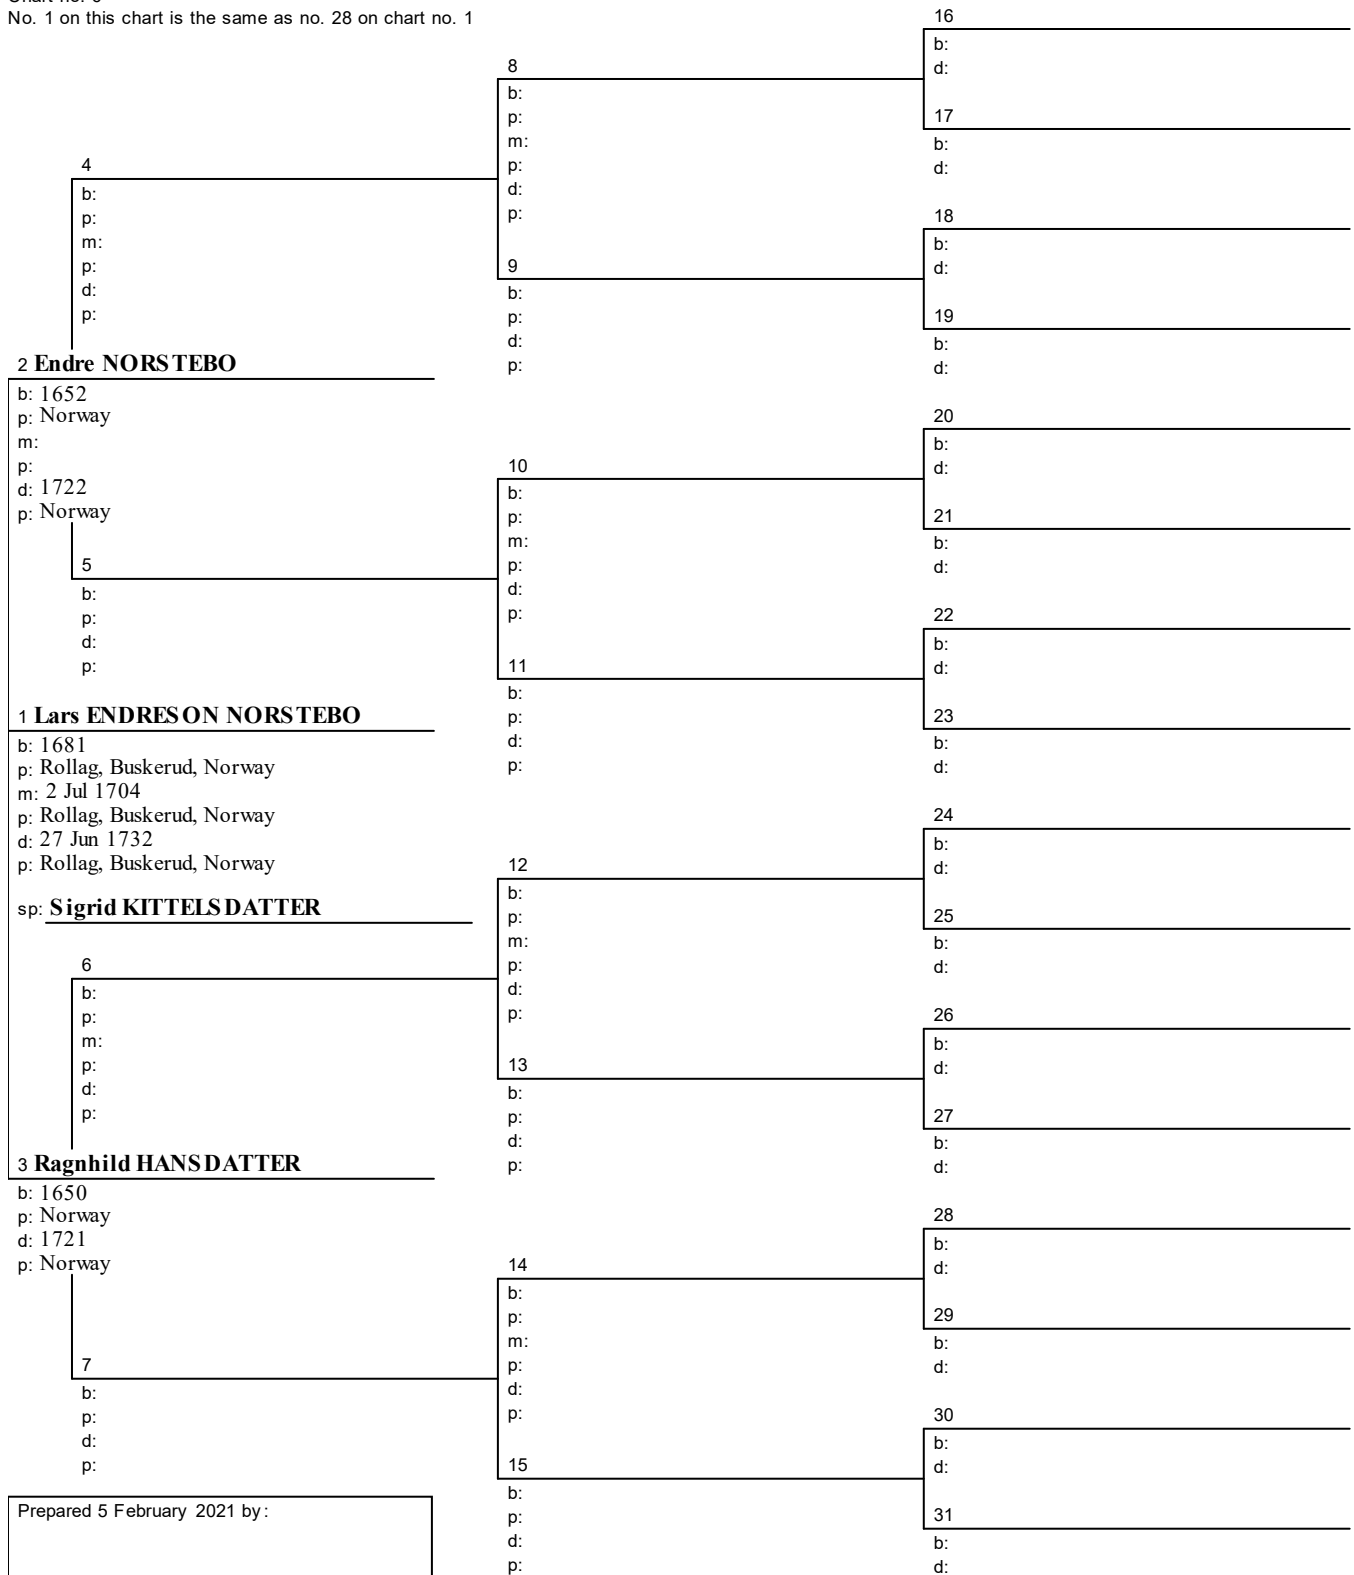 No. 1 on this chart is the same as no. 28 on chart no. 1
16
b:
d:
8
b:
p:
m:
p:
d:
p:
17
b:
d:
4
b:
p:
m:
p:
d:
p:
18
b:
d:
9
b:
p:
d:
p:
19
b:
d:
2 Endre NORSTEBO
b: 1652
p: Norway
m:
p:
d: 1722
p: Norway
20
b:
d:
10
b:
p:
m:
p:
d:
p:
21
b:
d:
5
b:
p:
d:
p:
22
b:
d:
11
b:
p:
d:
p:
23
b:
d:
1 Lars ENDRESON NORSTEBO
b: 1681
p: Rollag, Buskerud, Norway
m: 2 Jul 1704
p: Rollag, Buskerud, Norway
d: 27 Jun 1732
p: Rollag, Buskerud, Norway
sp: Sigrid KITTELSDATTER
24
b:
d:
12
b:
p:
m:
p:
d:
p:
25
b:
d:
6
b:
p:
m:
p:
d:
p:
26
b:
d:
13
b:
p:
d:
p:
27
b:
d:
3 Ragnhild HANSDATTER
b: 1650
p: Norway
d: 1721
p: Norway
28
b:
d:
14
b:
p:
m:
p:
d:
p:
29
b:
d:
7
b:
p:
d:
p:
30
b:
d:
15
b:
p:
d:
p:
31
b:
d:
Prepared 5 February 2021 by: